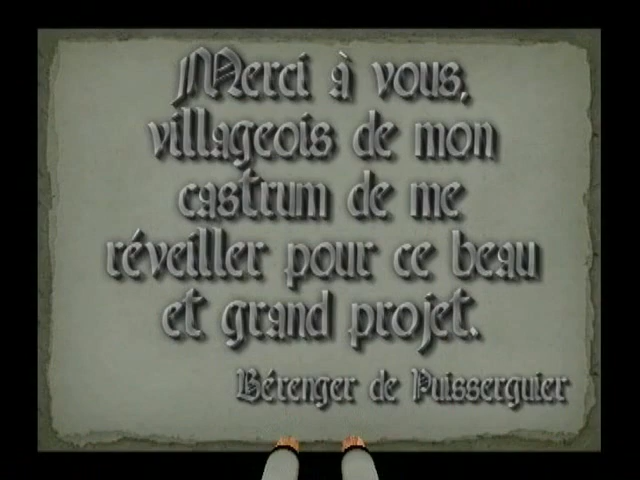 Merci à vous,
villageois de mon
castrum de me
réveiller pour ce beau
et grand projet.
Bérenger de Puisserguier